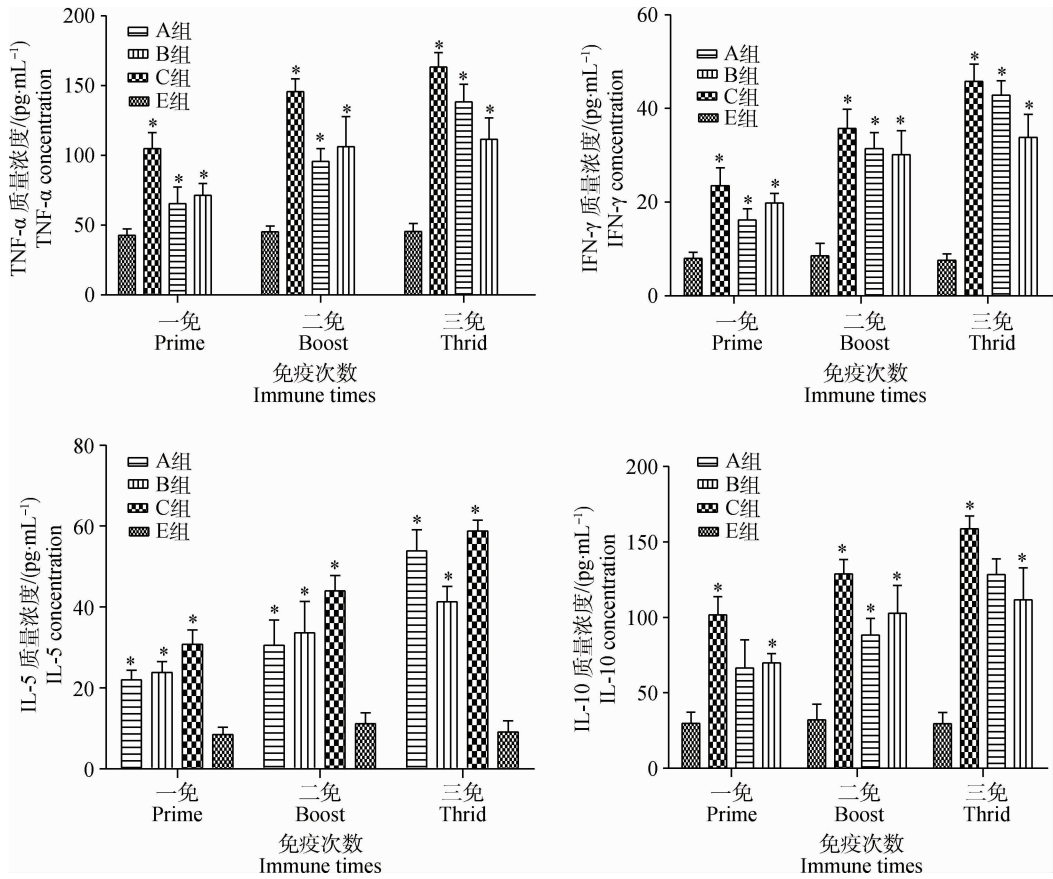 TNF-α 质量浓度/(pg·mL⁻¹)
TNF-α concentration
200
150
100
50
0
A组
B组
C组
E组
*
*
*
*
*
*
*
*
*
一免
二免
三免
Prime
Boost
Thrid
免疫次数
Immune times
IFN-γ 质量浓度/(pg·mL⁻¹)
IFN-γ comcentration
60
40
20
0
A组
B组
C组
E组
*
*
*
*
*
*
*
*
*
一免
二免
三免
Prime
Boost
Thrid
免疫次数
Immune times
IL-5 质量浓度/(pg·mL⁻¹)
IL-5 concentration
80
60
40
20
0
A组
B组
C组
E组
*
*
*
*
*
*
*
*
*
一免
二免
三免
Prime
Boost
Thrid
免疫次数
Immune times
IL-10 质量浓度/(pg·mL⁻¹)
IL-10 concentration
200
150
100
50
0
A组
B组
C组
E组
*
*
*
*
*
*
*
一免
二免
三免
Prime
Boost
Thrid
免疫次数
Immune times